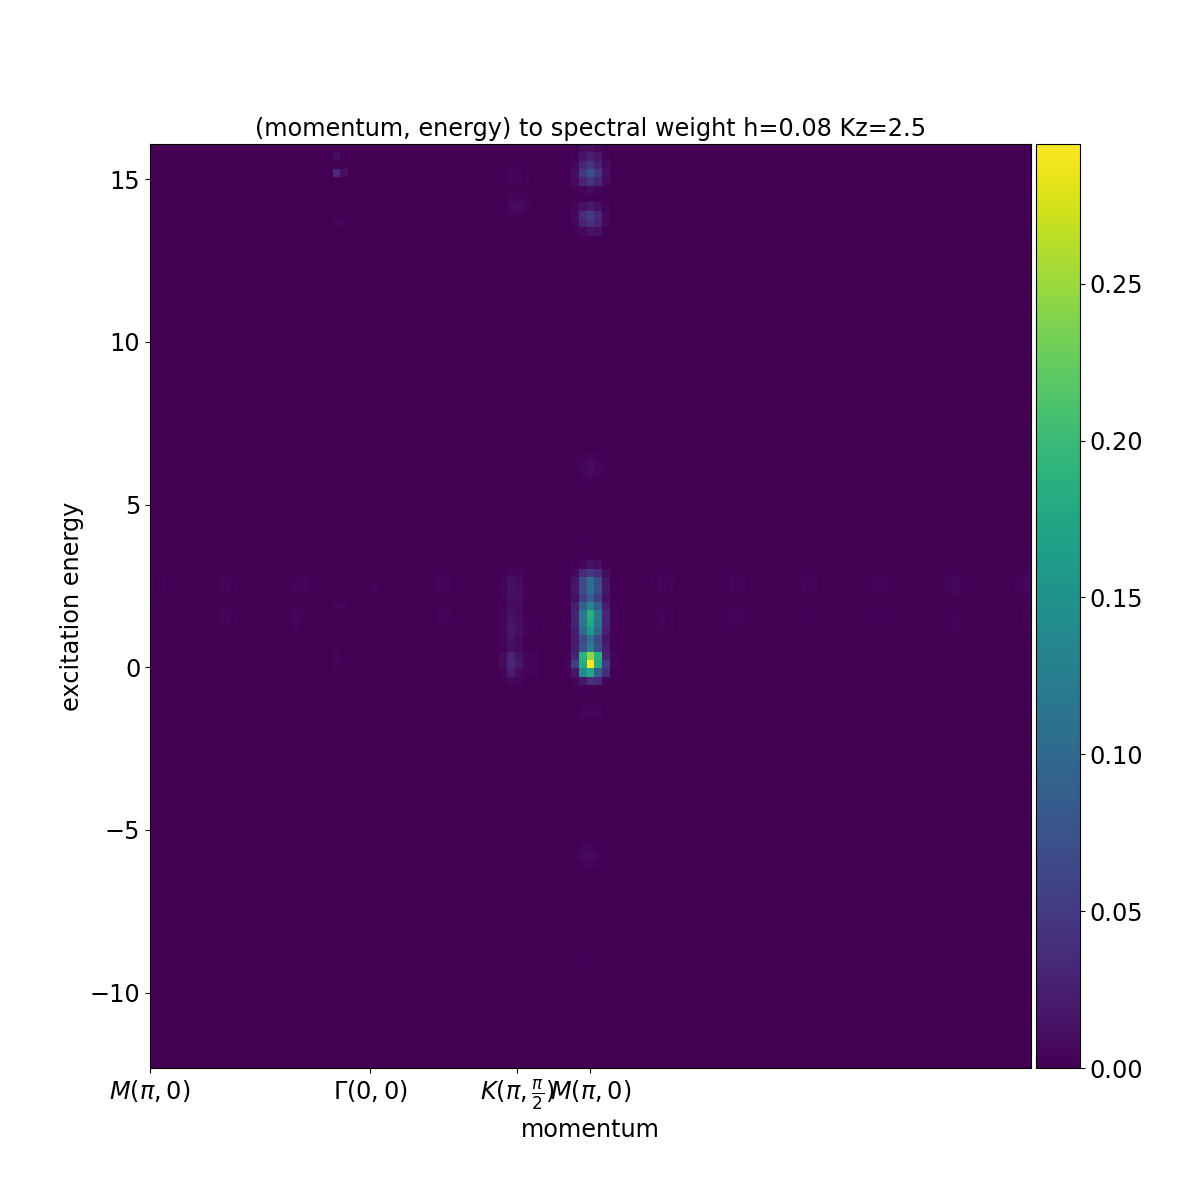 (momentum, energy) to spectral weight h=0.08 Kz=2.5
excitation energy
15
10
5
0
−5
−10
M(π, 0)
Γ(0, 0)
K(π, π/2)
M(π, 0)
momentum
0.25
0.20
0.15
0.10
0.05
0.00